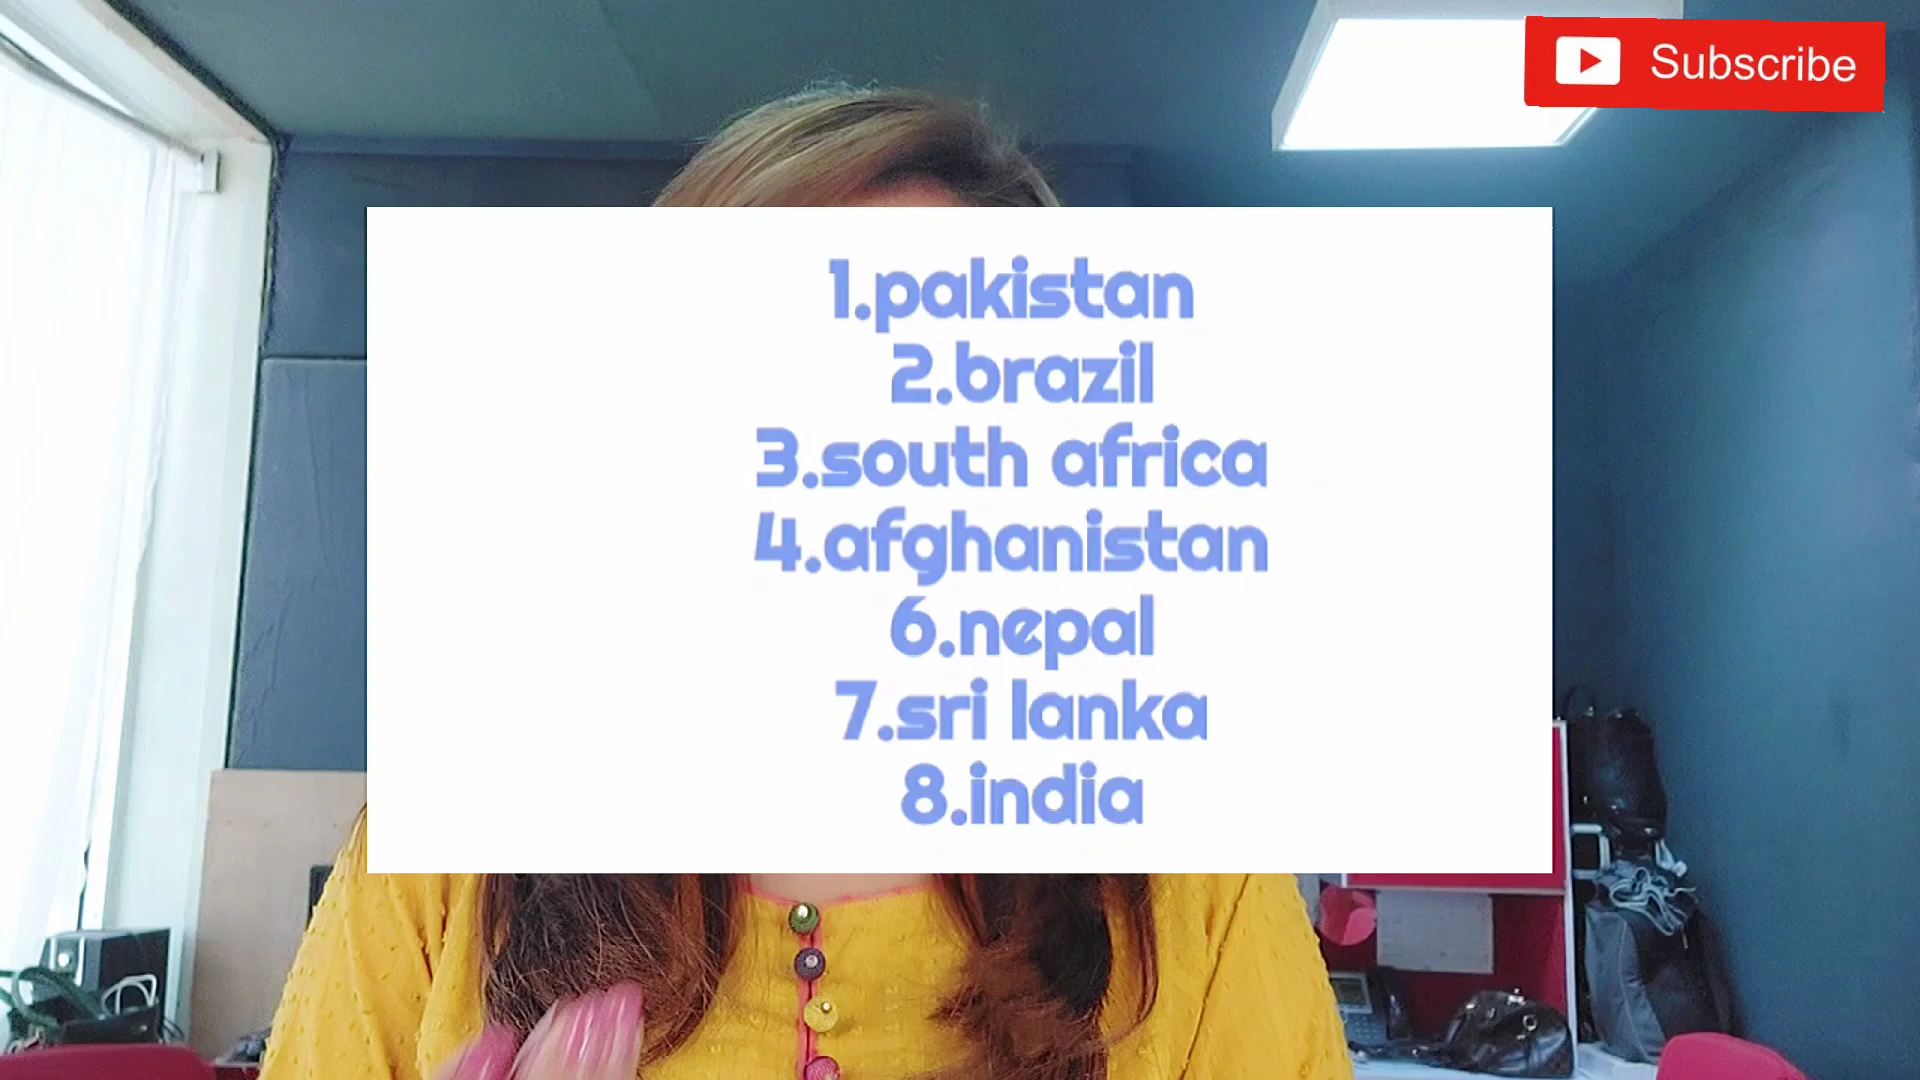 Subscribe
1.pakistan
2.brazil
3.south africa
4.afghanistan
6.nepal
7.sri lanka
8.india